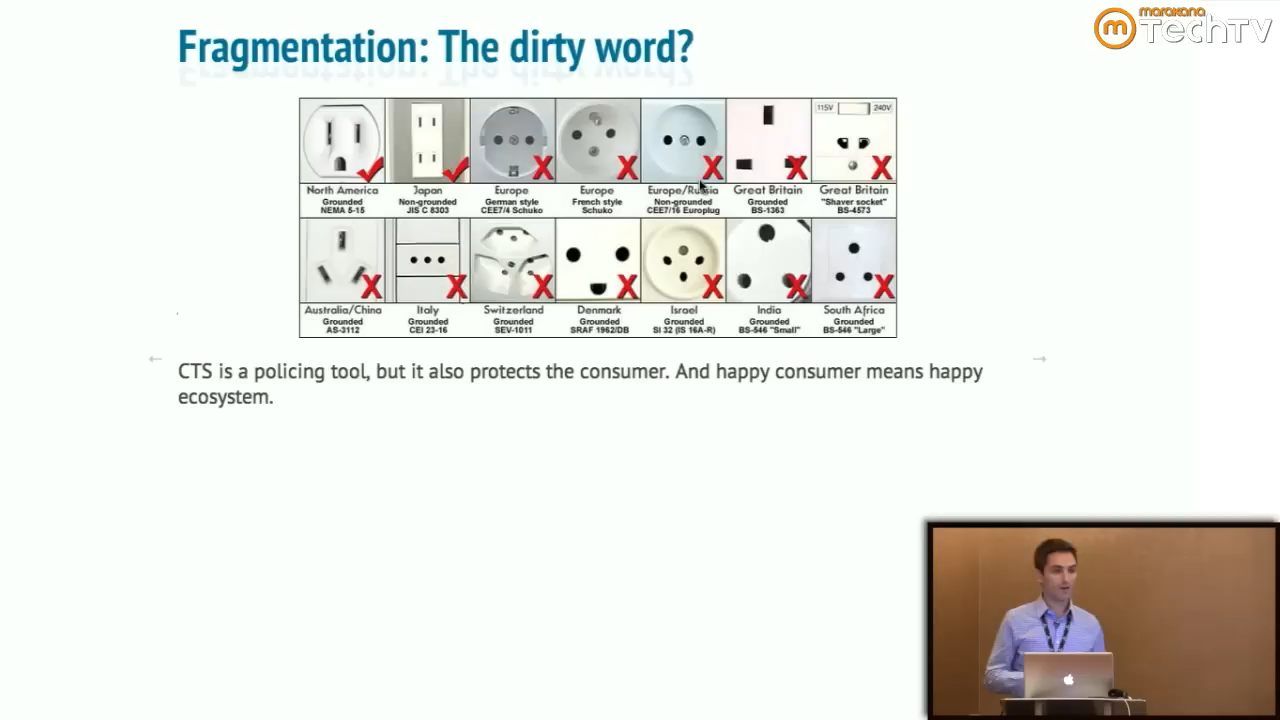 marakana
TechTV
Fragmentation: The dirty word?
115V 240V
North America Japan Europe Europe Europe/Russia Great Britain Great Britain
Grounded Non-grounded German style French style Non-grounded Grounded "Shaver socket"
NEMA 5-15 JIS C 8303 CEE7/4 Schuko Schuko CEE7/16 Europlug BS-1363 BS-4573
Australia/China Italy Switzerland Denmark Israel India South Africa
Grounded Grounded Grounded Grounded Grounded Grounded Grounded
AS-3112 CEI 23-16 SEV-1011 SRAF 1962/DB SI 32 (IS 16A-R) BS-546 "Small" BS-546 "Large"
CTS is a policing tool, but it also protects the consumer. And happy consumer means happy
ecosystem.